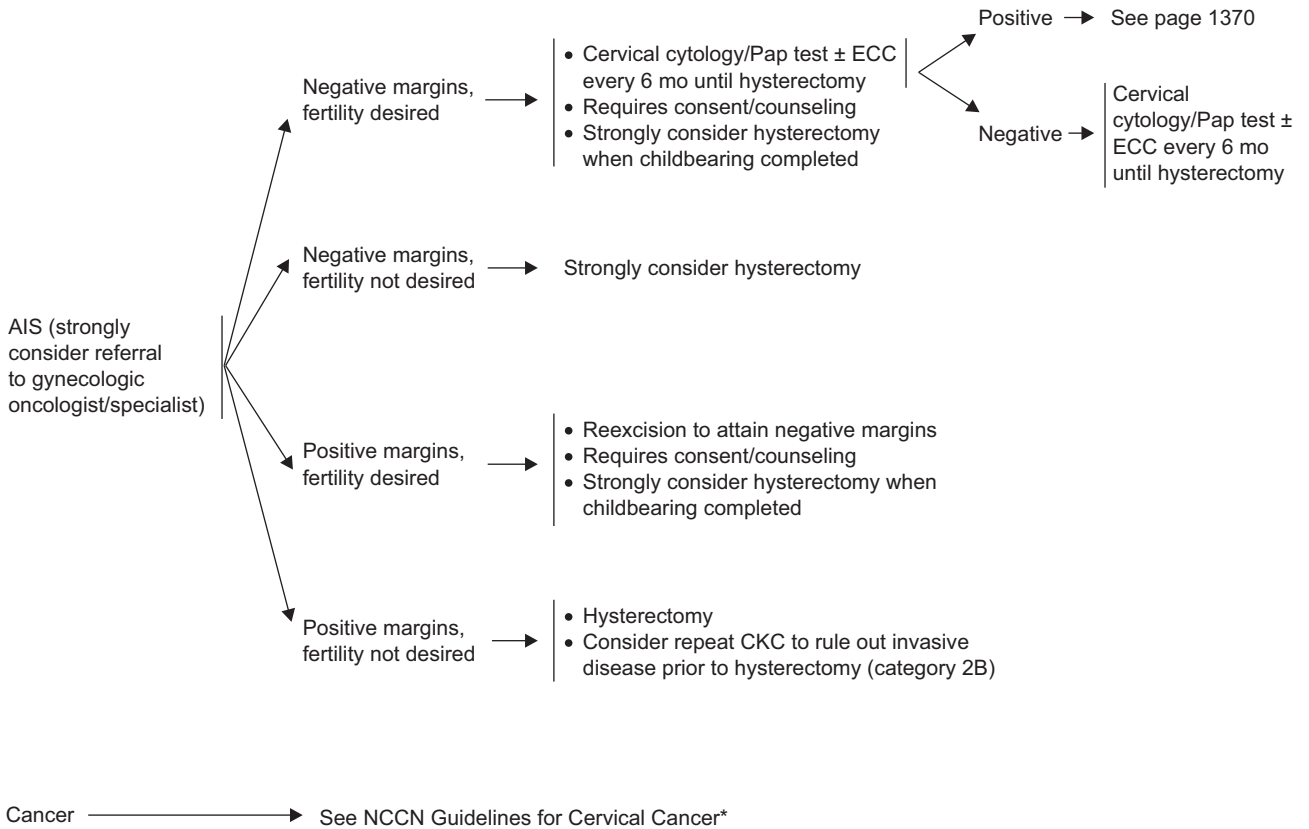 Positive
See page 1370
Negative margins,
fertility desired
• Cervical cytology/Pap test ± ECC
every 6 mo until hysterectomy
• Requires consent/counseling
• Strongly consider hysterectomy
when childbearing completed
Negative
Cervical
cytology/Pap test ±
ECC every 6 mo
until hysterectomy
Negative margins,
fertility not desired
Strongly consider hysterectomy
AIS (strongly
consider referral
to gynecologic
oncologist/specialist)
Positive margins,
fertility desired
• Reexcision to attain negative margins
• Requires consent/counseling
• Strongly consider hysterectomy when
childbearing completed
Positive margins,
fertility not desired
• Hysterectomy
• Consider repeat CKC to rule out invasive
disease prior to hysterectomy (category 2B)
Cancer
See NCCN Guidelines for Cervical Cancer*